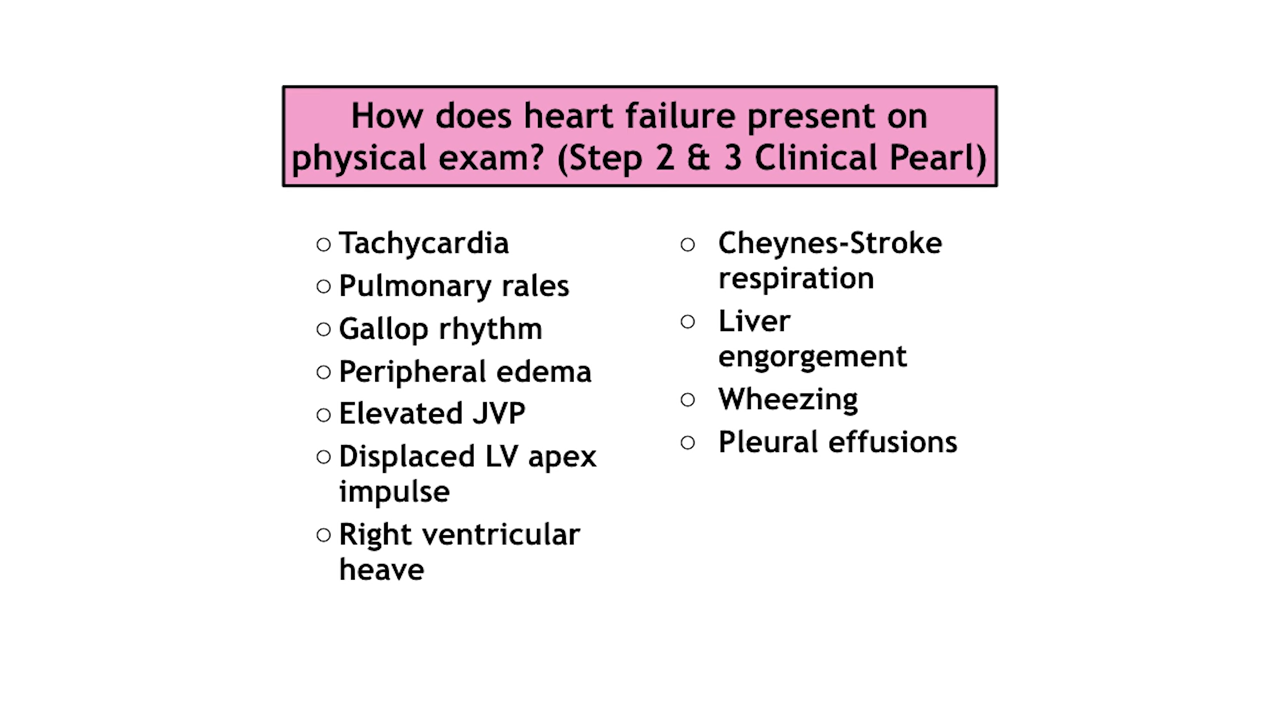 How does heart failure present on
physical exam? (Step 2 & 3 Clinical Pearl)
○ Tachycardia
○ Pulmonary rales
○ Gallop rhythm
○ Peripheral edema
○ Elevated JVP
○ Displaced LV apex
impulse
○ Right ventricular
heave
○ Cheynes-Stroke
respiration
○ Liver
engorgement
○ Wheezing
○ Pleural effusions